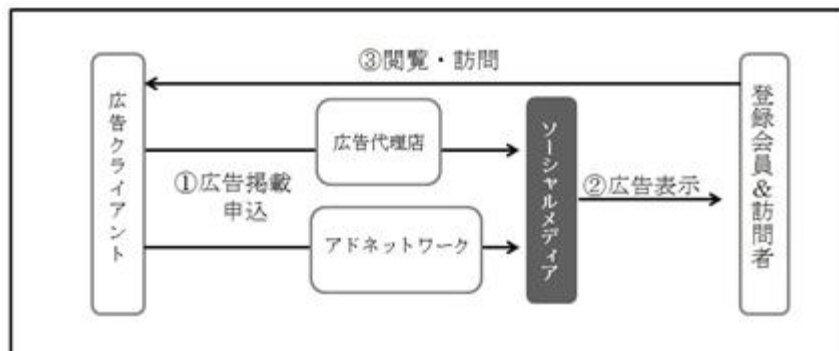 ③閲覧・訪問
広告クライアント
広告代理店
①広告掲載
申込
アドネットワーク
ソーシャルメディア
②広告表示
登録会員&訪問者